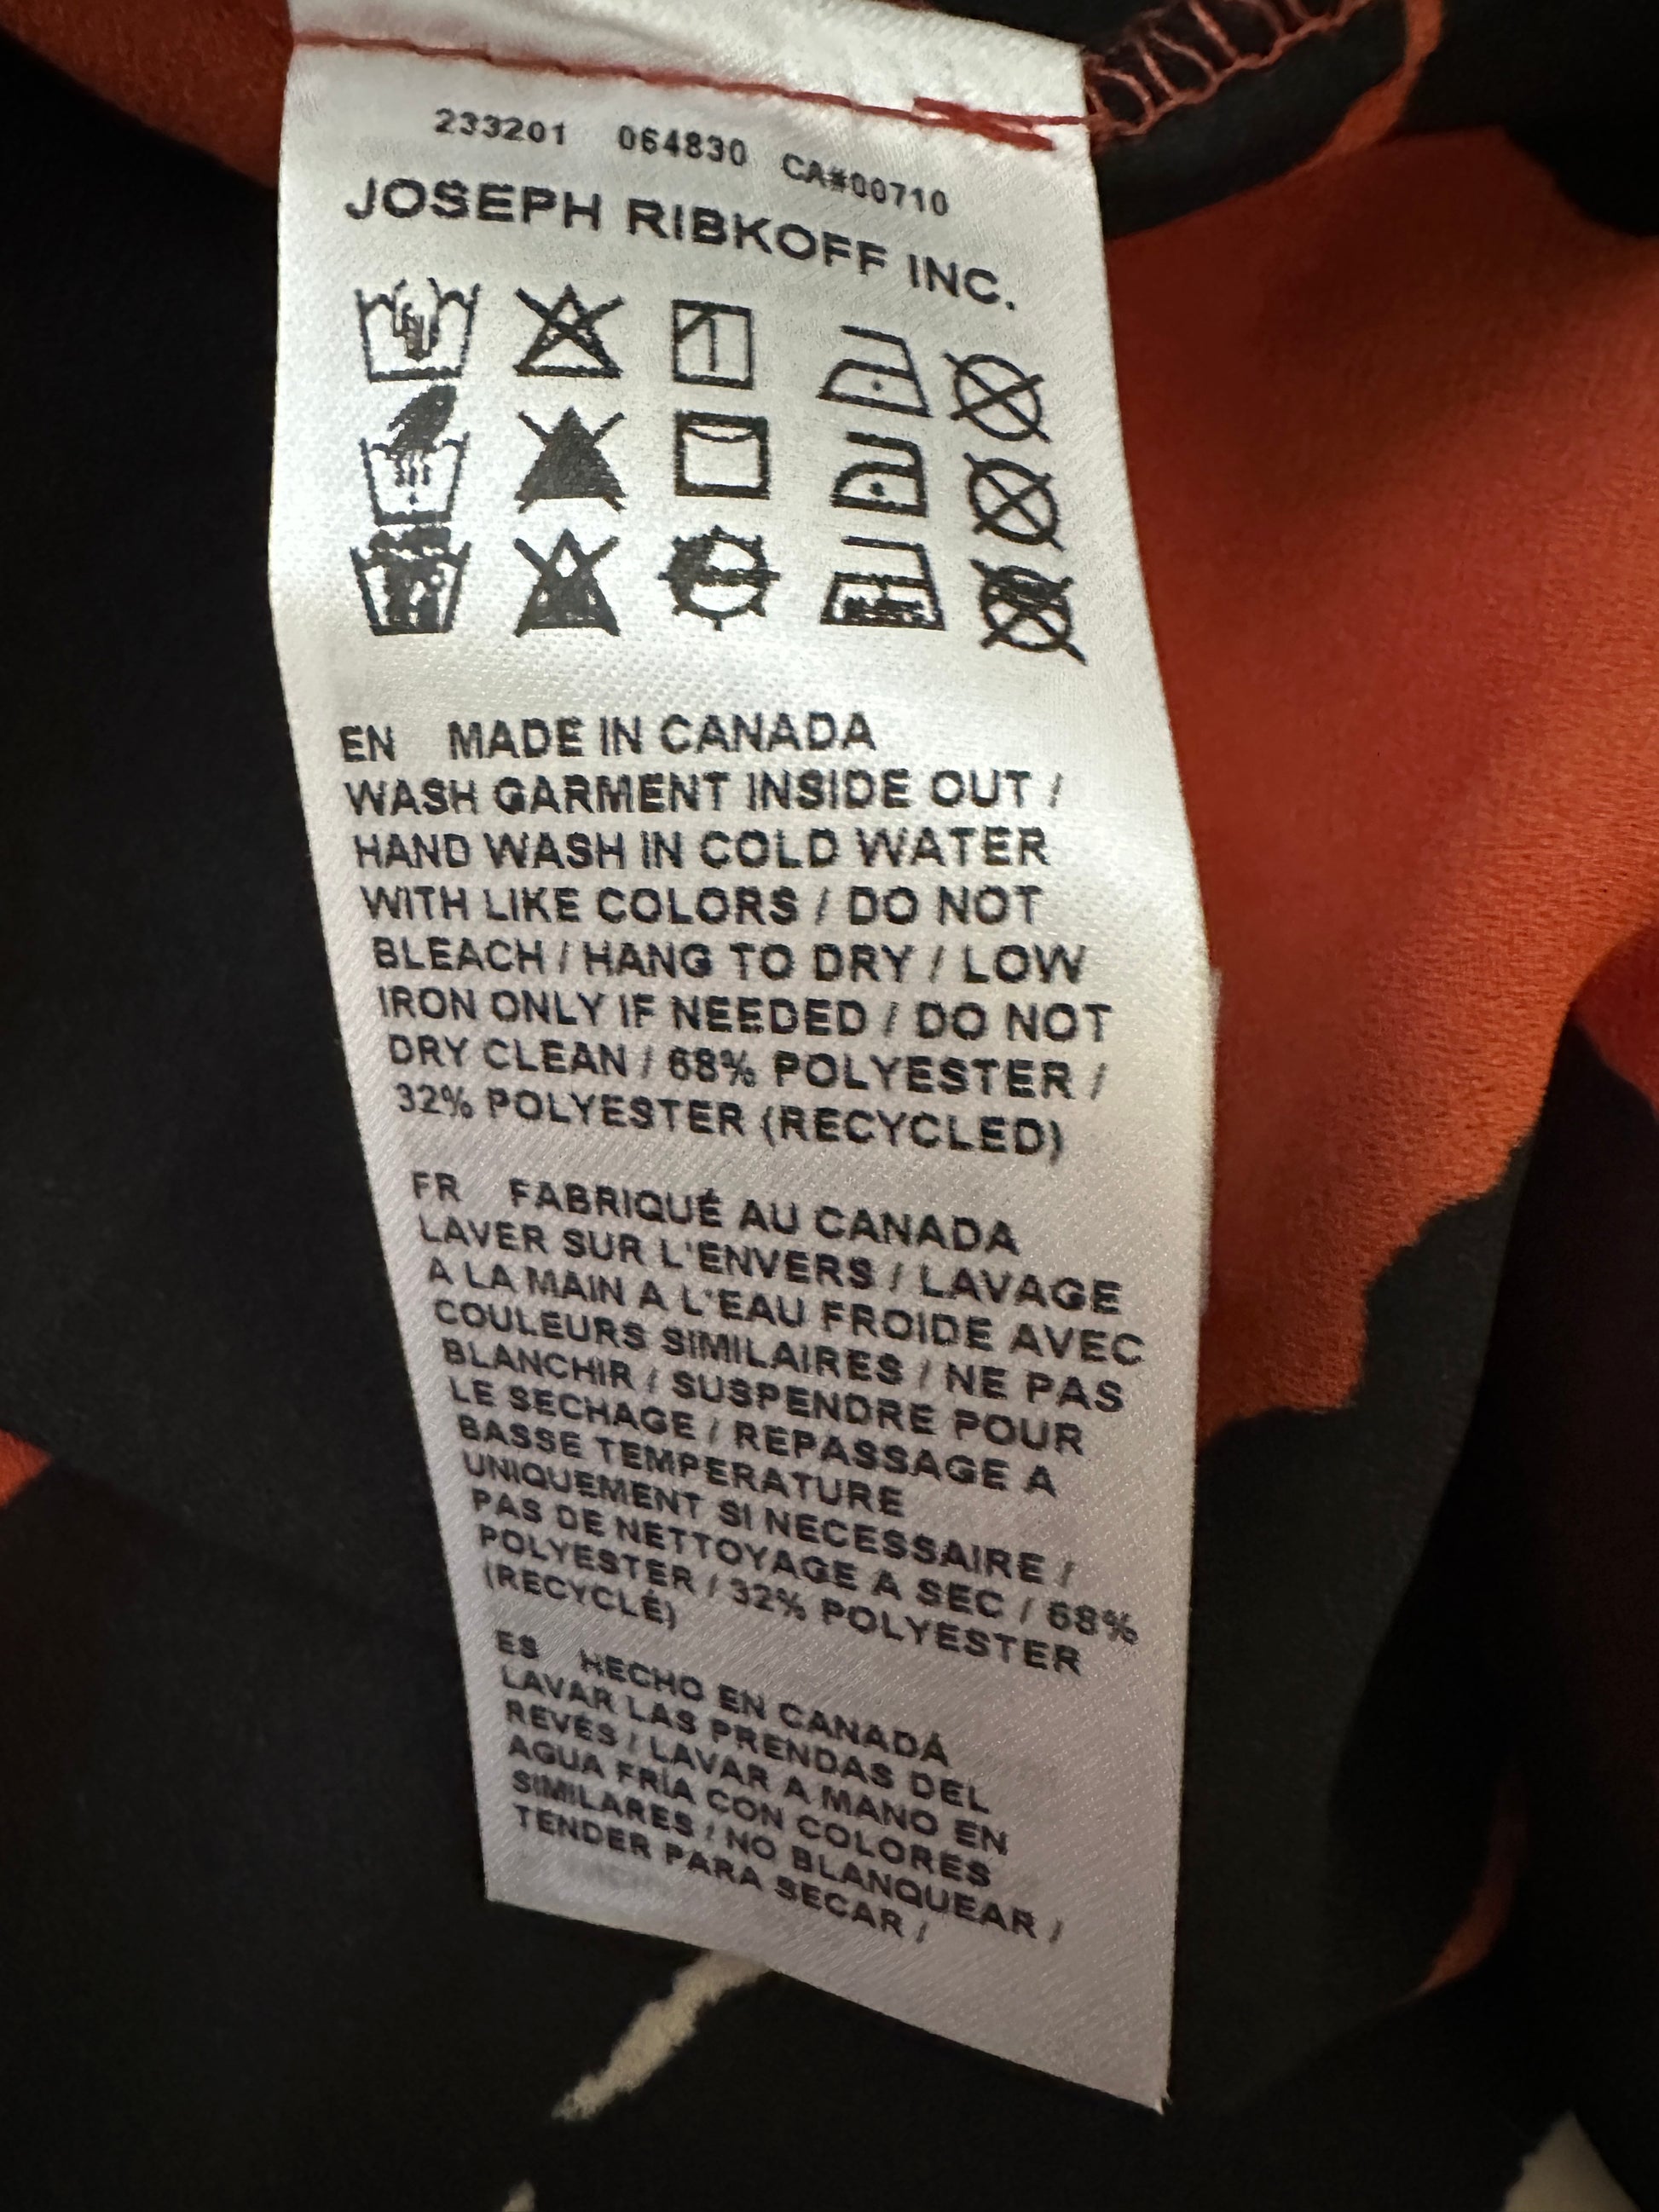 233201 064830 CA#00710
JOSEPH RIBKOFF INC.
EN MADE IN CANADA
WASH GARMENT INSIDE OUT /
HAND WASH IN COLD WATER
WITH LIKE COLORS / DO NOT
BLEACH / HANG TO DRY / LOW
IRON ONLY IF NEEDED / DO NOT
DRY CLEAN / 68% POLYESTER /
32% POLYESTER (RECYCLED)
FR FABRIQUÉ AU CANADA
LAVER SUR L'ENVERS / LAVAGE
A LA MAIN A L'EAU FROIDE AVEC
COULEURS SIMILAIRES / NE PAS
BLANCHIR / SUSPENDRE POUR
LE SECHAGE / REPASSAGE A
BASSE TEMPERATURE
UNIQUEMENT SI NECESSAIRE /
PAS DE NETTOYAGE A SEC / 68%
POLYESTER / 32% POLYESTER
(RECYCLÉ)
ES HECHO EN CANADÁ
LAVAR LAS PRENDAS DEL
REVÉS / LAVAR A MANO EN
AGUA FRÍA CON COLORES
SIMILARES / NO BLANQUEAR /
TENDER PARA SECAR /